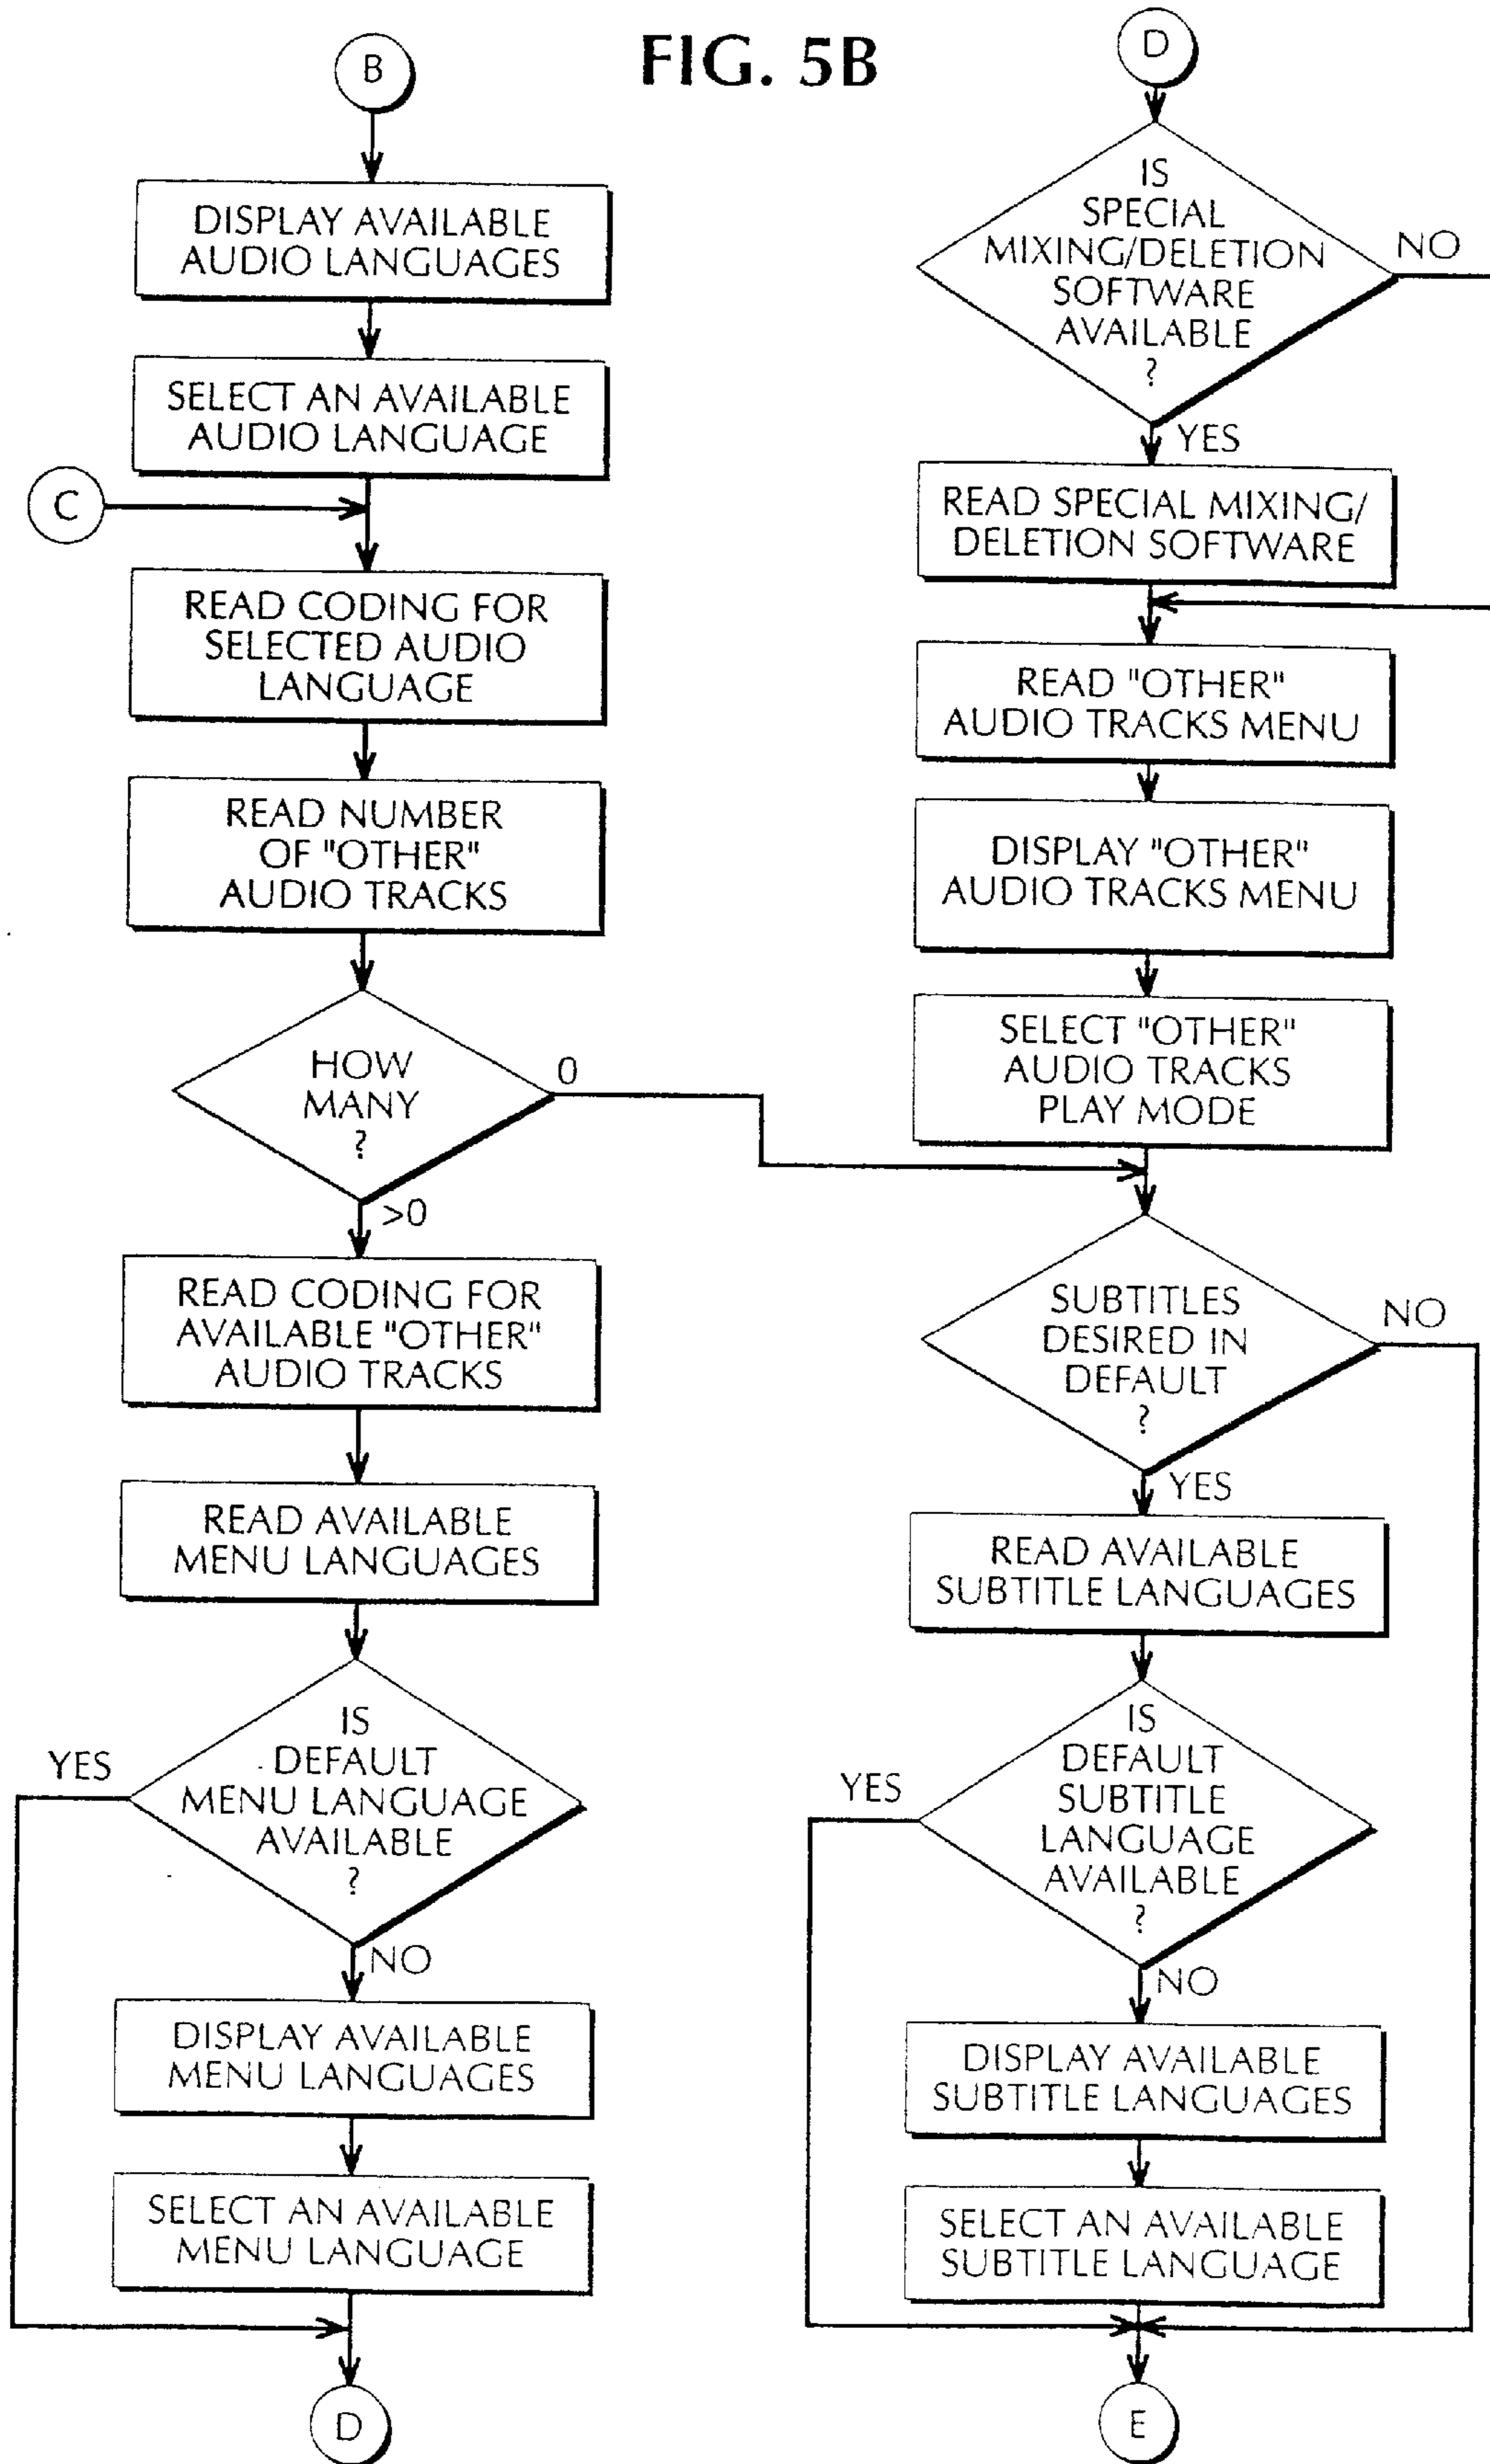 FIG. 5B
B
DISPLAY AVAILABLE
AUDIO LANGUAGES
SELECT AN AVAILABLE
AUDIO LANGUAGE
C
READ CODING FOR
SELECTED AUDIO
LANGUAGE
READ NUMBER
OF "OTHER"
AUDIO TRACKS
HOW
MANY
?
0
>0
READ CODING FOR
AVAILABLE "OTHER"
AUDIO TRACKS
READ AVAILABLE
MENU LANGUAGES
IS
DEFAULT
MENU LANGUAGE
AVAILABLE
?
YES
NO
DISPLAY AVAILABLE
MENU LANGUAGES
SELECT AN AVAILABLE
MENU LANGUAGE
D
D
IS
SPECIAL
MIXING/DELETION
SOFTWARE
AVAILABLE
?
NO
YES
READ SPECIAL MIXING/
DELETION SOFTWARE
READ "OTHER"
AUDIO TRACKS MENU
DISPLAY "OTHER"
AUDIO TRACKS MENU
SELECT "OTHER"
AUDIO TRACKS
PLAY MODE
SUBTITLES
DESIRED IN
DEFAULT
?
NO
YES
READ AVAILABLE
SUBTITLE LANGUAGES
IS
DEFAULT
SUBTITLE
LANGUAGE
AVAILABLE
?
YES
NO
DISPLAY AVAILABLE
SUBTITLE LANGUAGES
SELECT AN AVAILABLE
SUBTITLE LANGUAGE
E